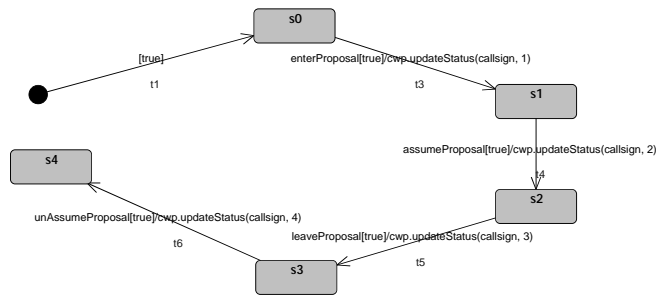 s0
[true]
t1
enterProposal[true]/cwp.updateStatus(callsign, 1)
t3
s1
assumeProposal[true]/cwp.updateStatus(callsign, 2)
t4
s4
s2
unAssumeProposal[true]/cwp.updateStatus(callsign, 4)
t6
leaveProposal[true]/cwp.updateStatus(callsign, 3)
t5
s3